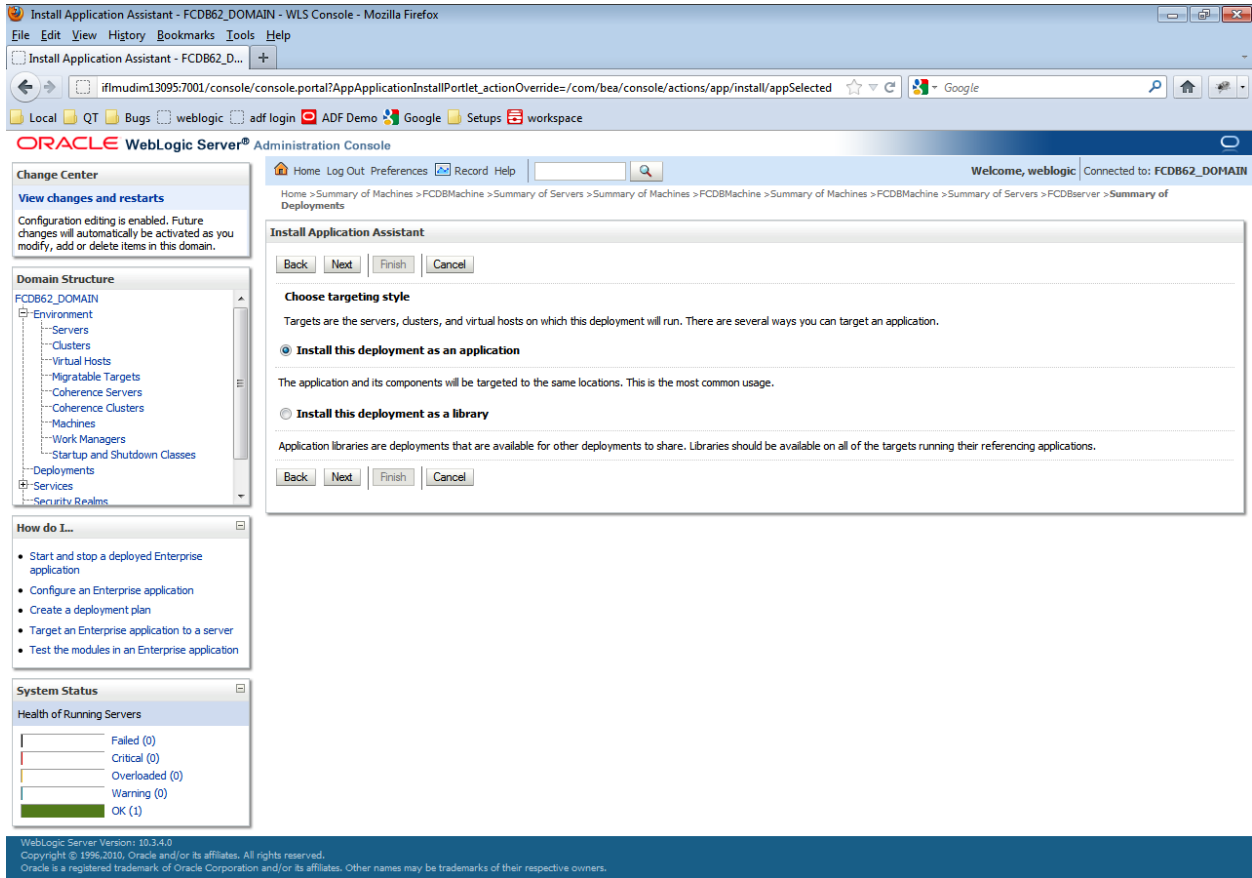 Install Application Assistant - FCDB62_DOMAIN - WLS Console - Mozilla Firefox
File Edit View History Bookmarks Tools Help
Install Application Assistant - FCDB62_D... +
iflmudim13095:7001/console/console.portal?AppApplicationInstallPortlet_actionOverride=/com/bea/console/actions/app/install/appSelected Google
Local QT Bugs weblogic adf login ADF Demo Google Setups workspace
ORACLE WebLogic Server® Administration Console
Change Center
View changes and restarts
Configuration editing is enabled. Future
changes will automatically be activated as you
modify, add or delete items in this domain.
Domain Structure
FCDB62_DOMAIN
Environment
Servers
Clusters
Virtual Hosts
Migratable Targets
Coherence Servers
Coherence Clusters
Machines
Work Managers
Startup and Shutdown Classes
Deployments
Services
Security Realms
How do I...
Start and stop a deployed Enterprise
application
Configure an Enterprise application
Create a deployment plan
Target an Enterprise application to a server
Test the modules in an Enterprise application
System Status
Health of Running Servers
Failed (0)
Critical (0)
Overloaded (0)
Warning (0)
OK (1)
Home Log Out Preferences Record Help
Welcome, weblogic Connected to: FCDB62_DOMAIN
Home >Summary of Machines >FCDBMachine >Summary of Servers >Summary of Machines >FCDBMachine >Summary of Machines >FCDBMachine >Summary of Servers >FCDBserver >Summary of
Deployments
Install Application Assistant
Back Next Finish Cancel
Choose targeting style
Targets are the servers, clusters, and virtual hosts on which this deployment will run. There are several ways you can target an application.
Install this deployment as an application
The application and its components will be targeted to the same locations. This is the most common usage.
Install this deployment as a library
Application libraries are deployments that are available for other deployments to share. Libraries should be available on all of the targets running their referencing applications.
Back Next Finish Cancel
WebLogic Server Version: 10.3.4.0
Copyright © 1996,2010, Oracle and/or its affiliates. All rights reserved.
Oracle is a registered trademark of Oracle Corporation and/or its affiliates. Other names may be trademarks of their respective owners.